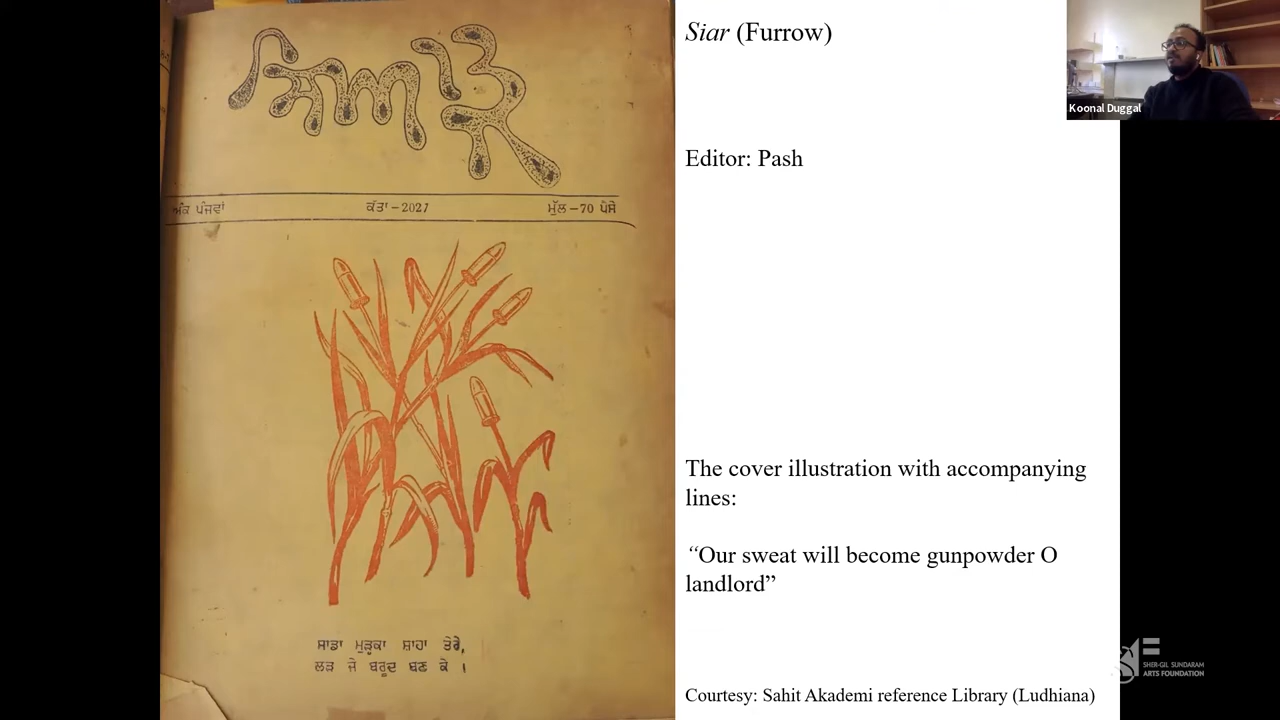 ਸਿਆੜ
ਅੰਕ ਪੰਜਵਾਂ ਕੱਤਾ-2027 ਮੁੱਲ-70 ਪੈਸੇ
ਸਾਡਾ ਮੁੜ੍ਹਕਾ ਸ਼ਾਹਾ ਤੇਰੇ,
ਲੜ ਜੇ ਬਰੂਦ ਬਣ ਕੇ ।
Siar (Furrow)
Editor: Pash
The cover illustration with accompanying
lines:
“Our sweat will become gunpowder O
landlord”
Courtesy: Sahit Akademi reference Library (Ludhiana)
Koonal Duggal
SHER-GIL SUNDARAM
ARTS FOUNDATION